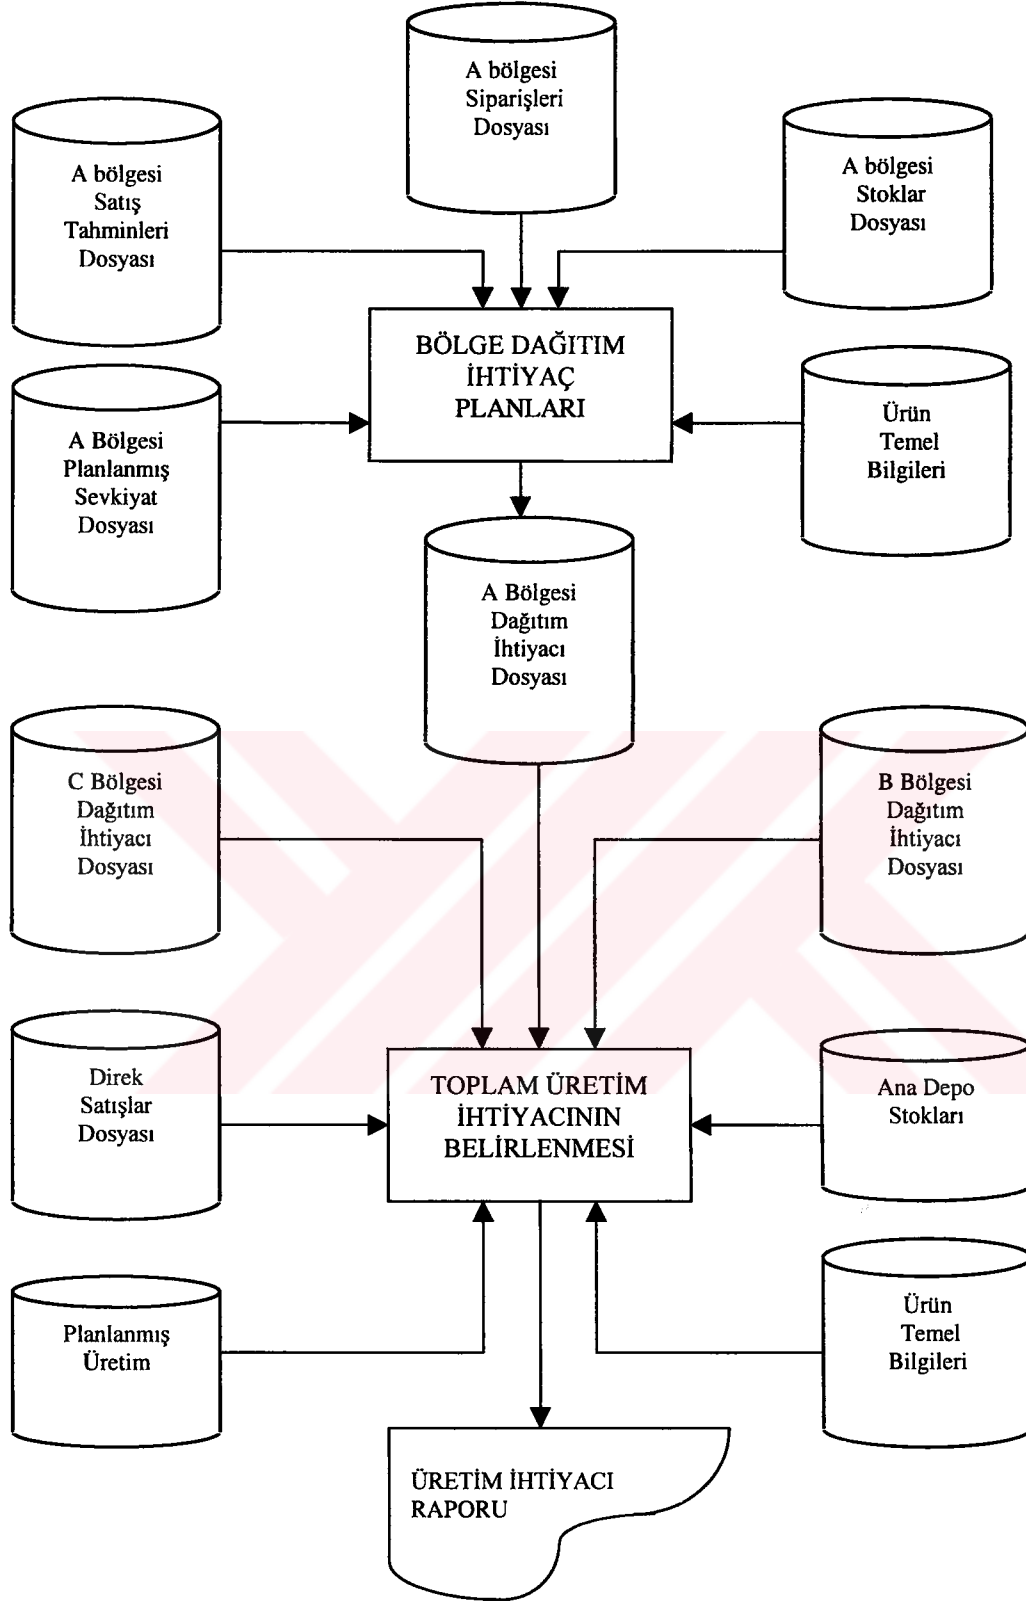 A bölgesi
Siparişleri
Dosyası
A bölgesi
Satış
Tahminleri
Dosyası
A bölgesi
Stoklar
Dosyası
BÖLGE DAĞITIM
İHTİYAÇ
PLANLARI
A Bölgesi
Planlanmış
Sevkiyat
Dosyası
Ürün
Temel
Bilgileri
A Bölgesi
Dağıtım
İhtiyacı
Dosyası
C Bölgesi
Dağıtım
İhtiyacı
Dosyası
B Bölgesi
Dağıtım
İhtiyacı
Dosyası
Direk
Satışlar
Dosyası
TOPLAM ÜRETİM
İHTİYACININ
BELİRLENMESİ
Ana Depo
Stokları
Planlanmış
Üretim
Ürün
Temel
Bilgileri
ÜRETİM İHTİYACI
RAPORU